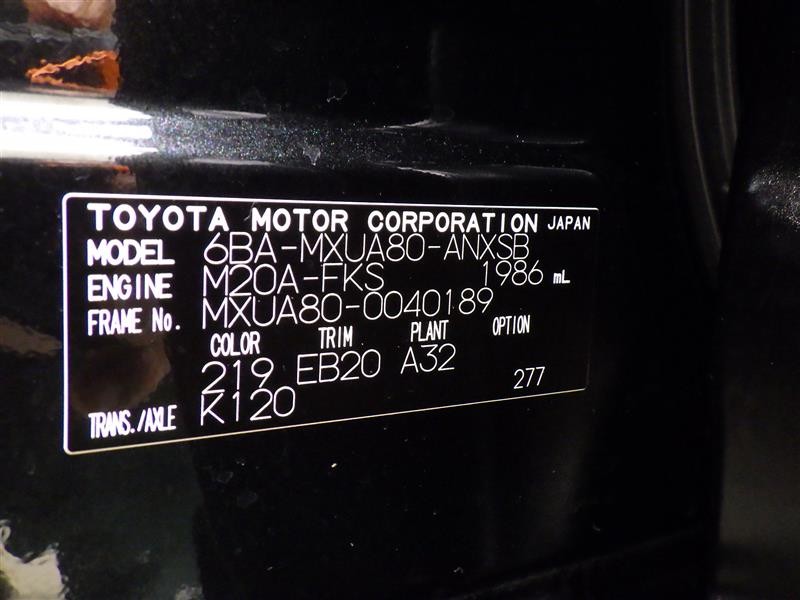 TOYOTA MOTOR CORPORATION JAPAN
MODEL 6BA-MXUA80-ANXSB
ENGINE M20A-FKS 1986 mL
FRAME No. MXUA80-0040189
COLOR TRIM PLANT OPTION
219 EB20 A32
TRANS./AXLE K120 277